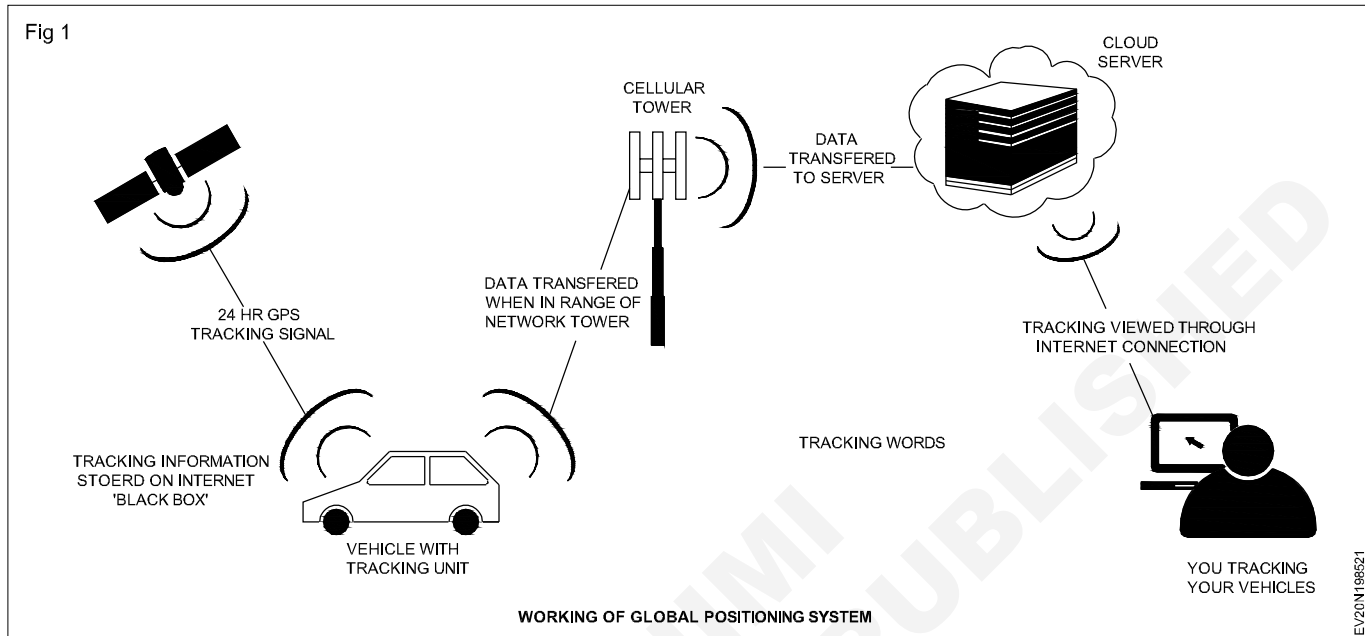 Fig 1
CLOUD
SERVER
CELLULAR
TOWER
DATA
TRANSFERED
TO SERVER
24 HR GPS
TRACKING SIGNAL
DATA TRANSFERED
WHEN IN RANGE OF
NETWORK TOWER
TRACKING VIEWED THROUGH
INTERNET CONNECTION
TRACKING WORDS
TRACKING INFORMATION
STOERD ON INTERNET
'BLACK BOX'
VEHICLE WITH
TRACKING UNIT
YOU TRACKING
YOUR VEHICLES
WORKING OF GLOBAL POSITIONING SYSTEM
EV20N198521
NIMI
PUBLISHED